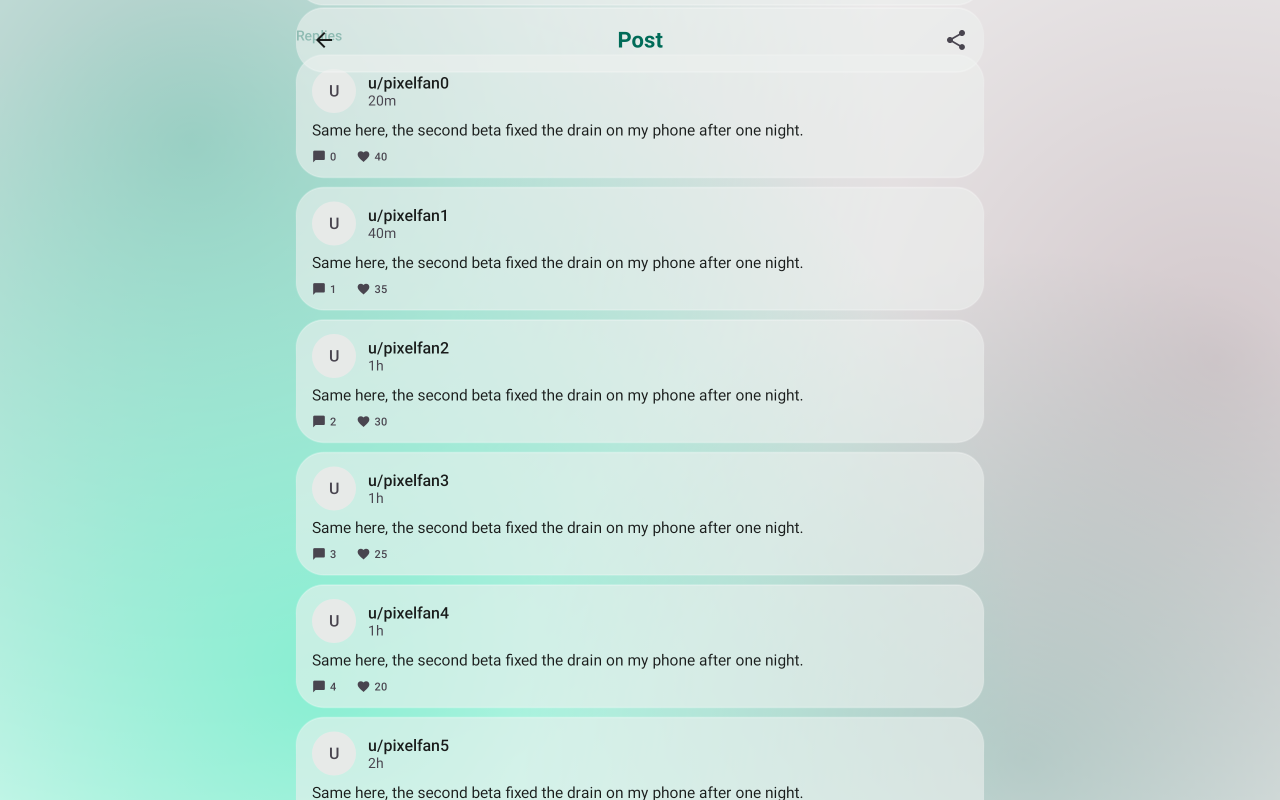 Replies
Post
U
u/pixelfan0
20m
Same here, the second beta fixed the drain on my phone after one night.
0 40
U
u/pixelfan1
40m
Same here, the second beta fixed the drain on my phone after one night.
1 35
U
u/pixelfan2
1h
Same here, the second beta fixed the drain on my phone after one night.
2 30
U
u/pixelfan3
1h
Same here, the second beta fixed the drain on my phone after one night.
3 25
U
u/pixelfan4
1h
Same here, the second beta fixed the drain on my phone after one night.
4 20
U
u/pixelfan5
2h
Same here, the second beta fixed the drain on my phone after one night.